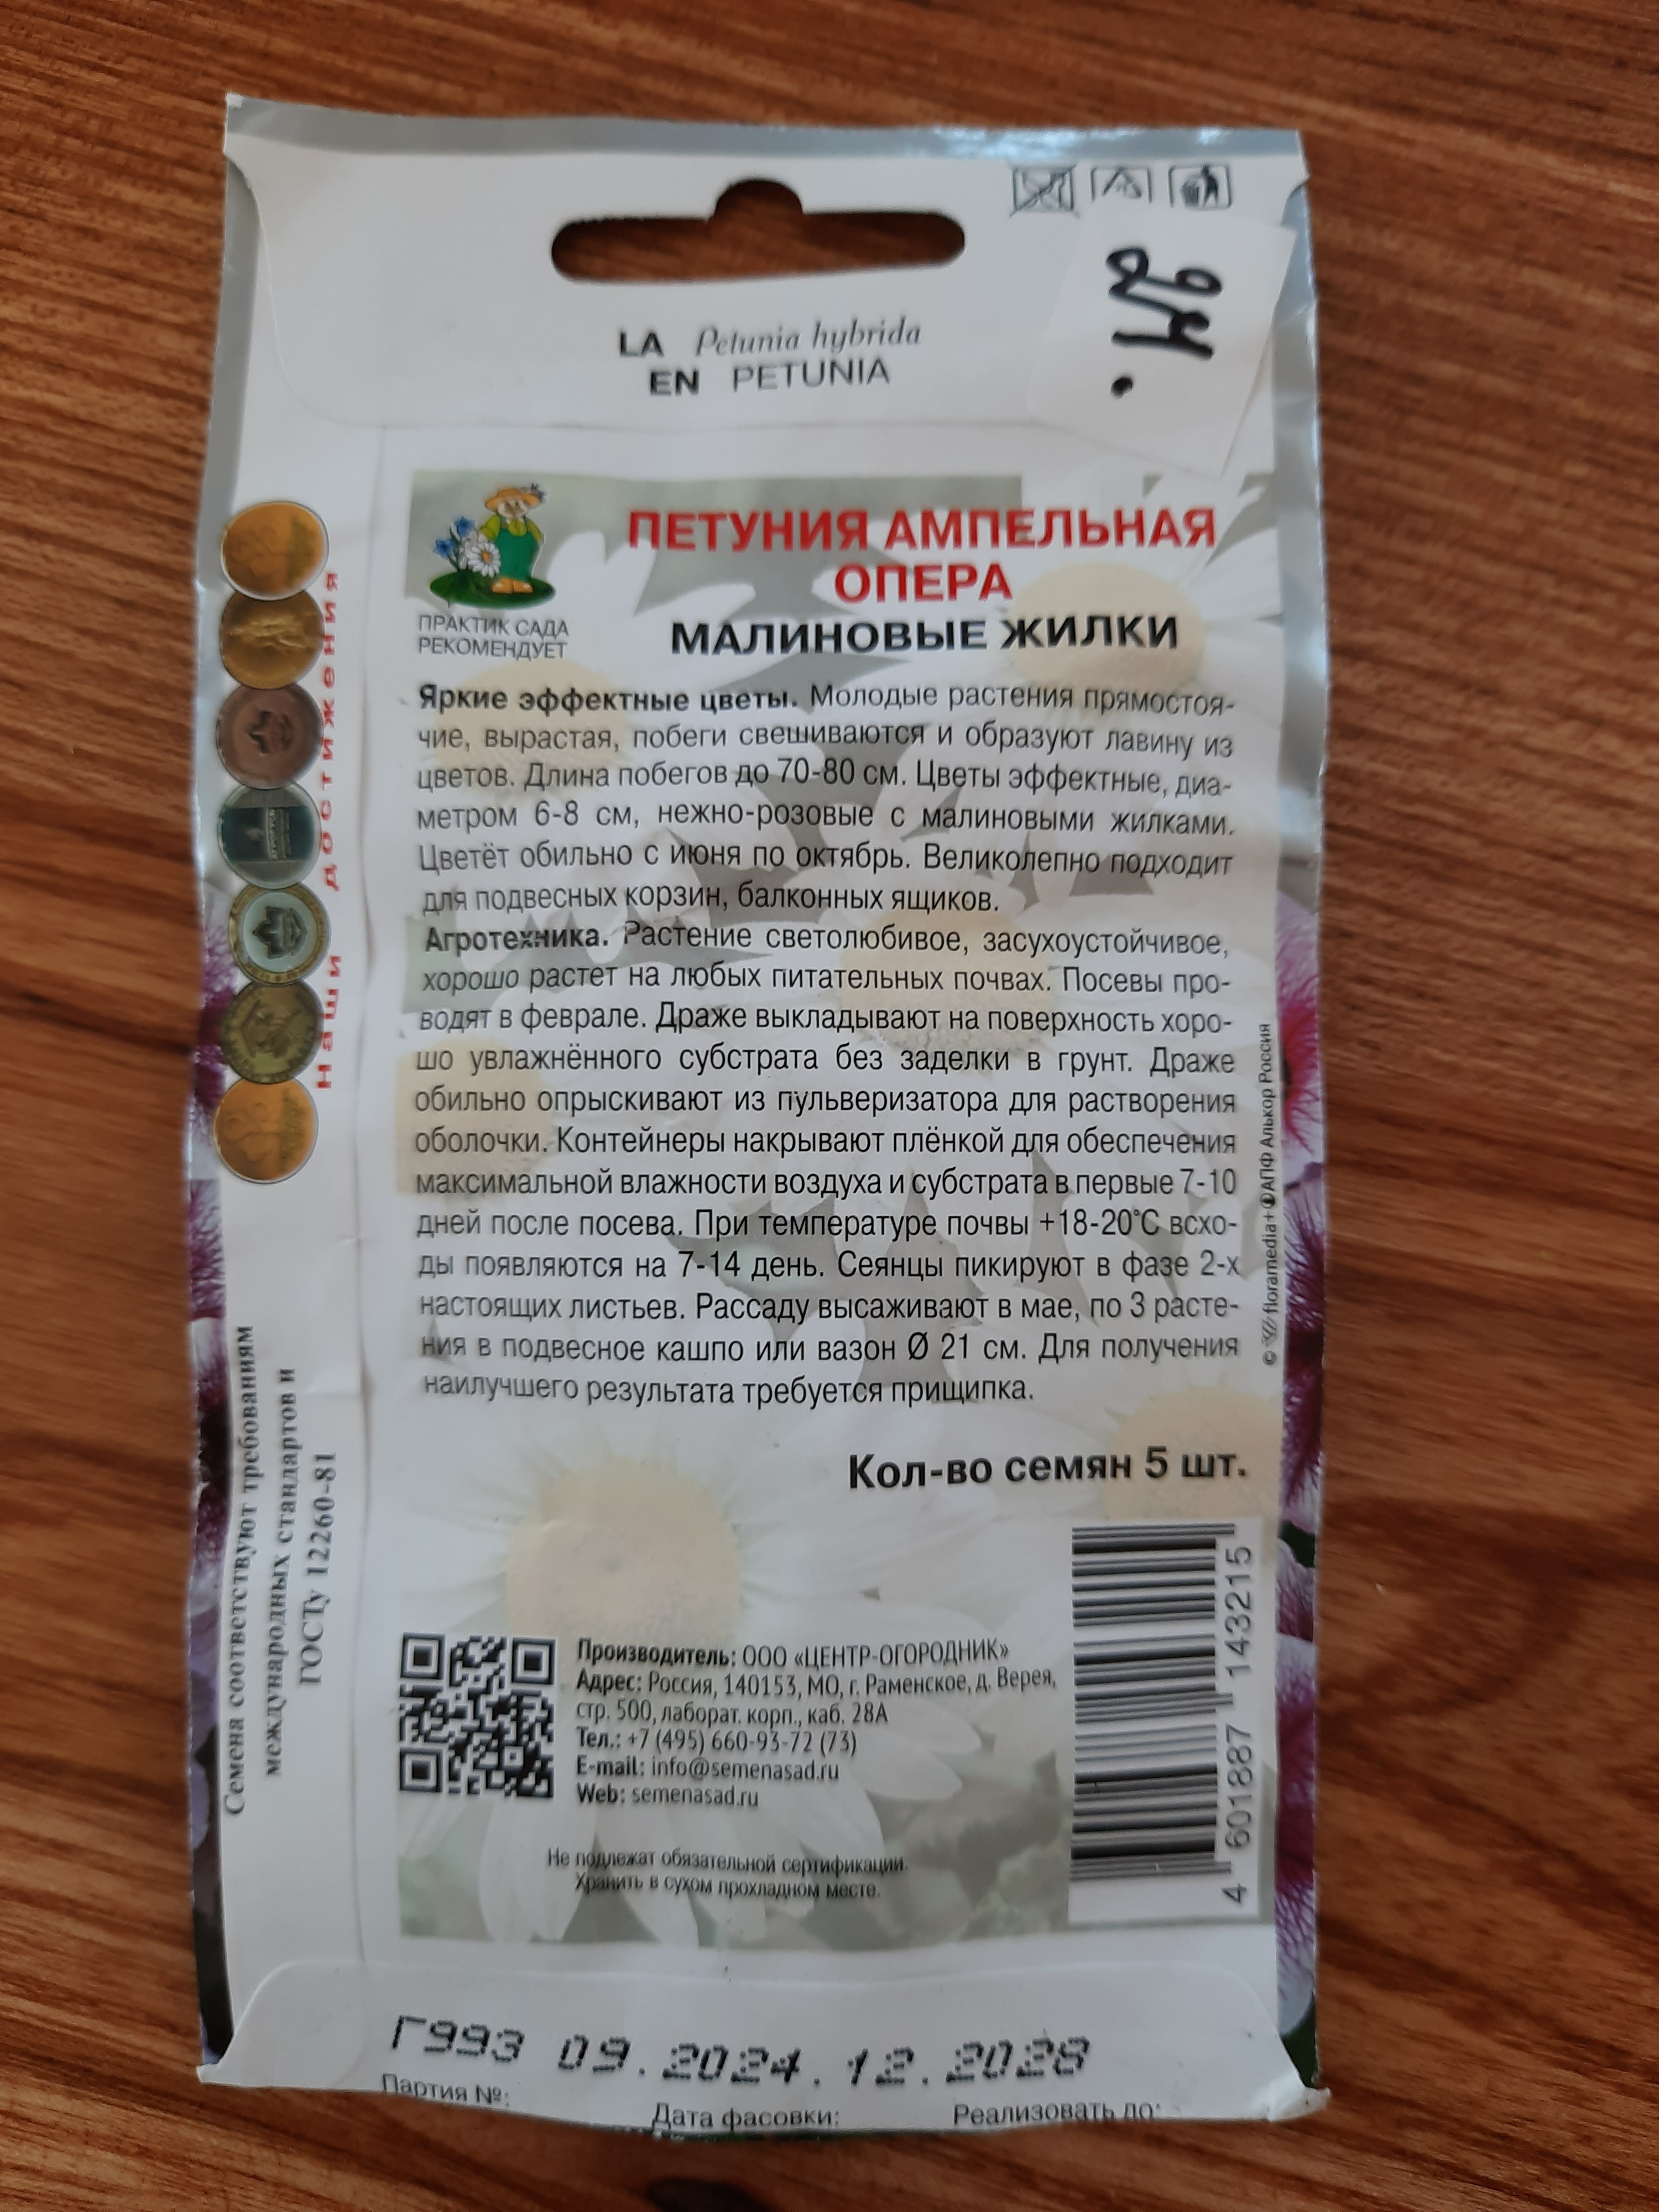 24.
LA Petunia hybrida
EN PETUNIA
ПРАКТИК САДА
РЕКОМЕНДУЕТ
ПЕТУНИЯ АМПЕЛЬНАЯ
ОПЕРА
МАЛИНОВЫЕ ЖИЛКИ
Яркие эффектные цветы. Молодые растения прямостоя-
чие, вырастая, побеги свешиваются и образуют лавину из
цветов. Длина побегов до 70-80 см. Цветы эффектные, диа-
метром 6-8 см, нежно-розовые с малиновыми жилками.
Цветёт обильно с июня по октябрь. Великолепно подходит
для подвесных корзин, балконных ящиков.
Агротехника. Растение светолюбивое, засухоустойчивое,
хорошо растет на любых питательных почвах. Посевы про-
водят в феврале. Драже выкладывают на поверхность хоро-
шо увлажнённого субстрата без заделки в грунт. Драже
обильно опрыскивают из пульверизатора для растворения
оболочки. Контейнеры накрывают плёнкой для обеспечения
максимальной влажности воздуха и субстрата в первые 7-10
дней после посева. При температуре почвы +18-20°С всхо-
ды появляются на 7-14 день. Сеянцы пикируют в фазе 2-х
настоящих листьев. Рассаду высаживают в мае, по 3 расте-
ния в подвесное кашпо или вазон Ø 21 см. Для получения
наилучшего результата требуется прищипка.
Кол-во семян 5 шт.
Производитель: ООО «ЦЕНТР-ОГОРОДНИК»
Адрес: Россия, 140153, МО, г. Раменское, д. Верея,
стр. 500, лаборат. корп., каб. 28А
Тел.: +7 (495) 660-93-72 (73)
E-mail: info@semenasad.ru
Web: semenasad.ru
Не подлежат обязательной сертификации.
Хранить в сухом прохладном месте.
4 601887 143215
© floramedia+ АПФ Алькор Россия
Наши достижения
Семена соответствуют требованиям
международных стандартов и
ГОСТу 12260-81
Г993 09.2024.12.2028
Партия №:
Дата фасовки:
Реализовать до: